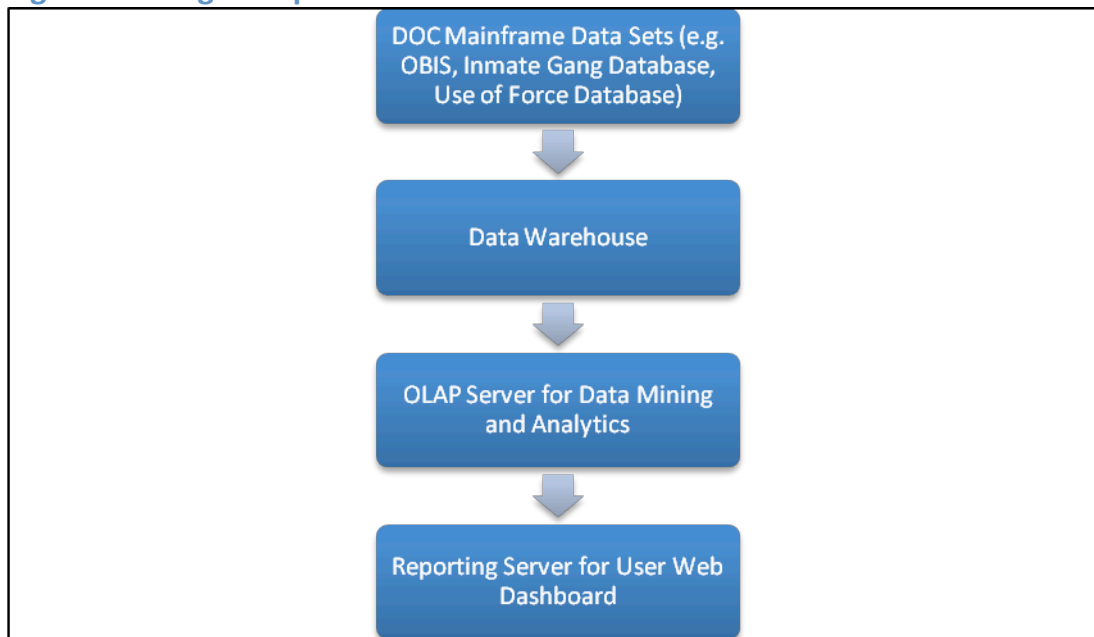 DOC Mainframe Data Sets (e.g.
OBIS, Inmate Gang Database,
Use of Force Database)
Data Warehouse
OLAP Server for Data Mining
and Analytics
Reporting Server for User Web
Dashboard